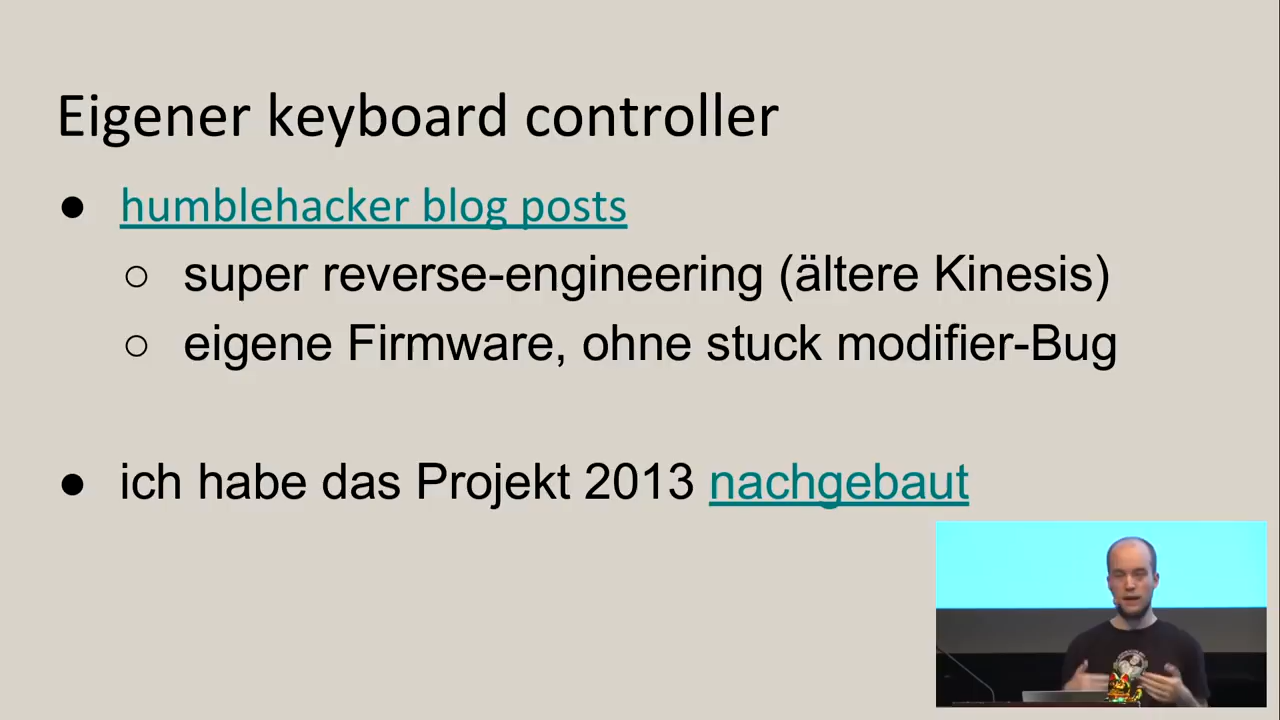 Eigener keyboard controller
● humblehacker blog posts
○ super reverse-engineering (ältere Kinesis)
○ eigene Firmware, ohne stuck modifier-Bug
● ich habe das Projekt 2013 nachgebaut